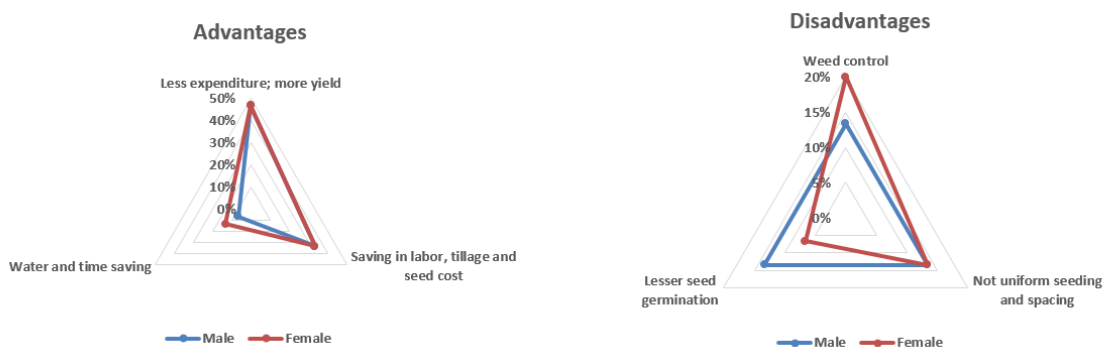 Advantages
Less expenditure; more yield
50%
40%
30%
20%
10%
0%
Water and time saving
Saving in labor, tillage and
seed cost
Male Female
Disadvantages
Weed control
20%
15%
10%
5%
0%
Lesser seed
germination
Not uniform seeding
and spacing
Male Female